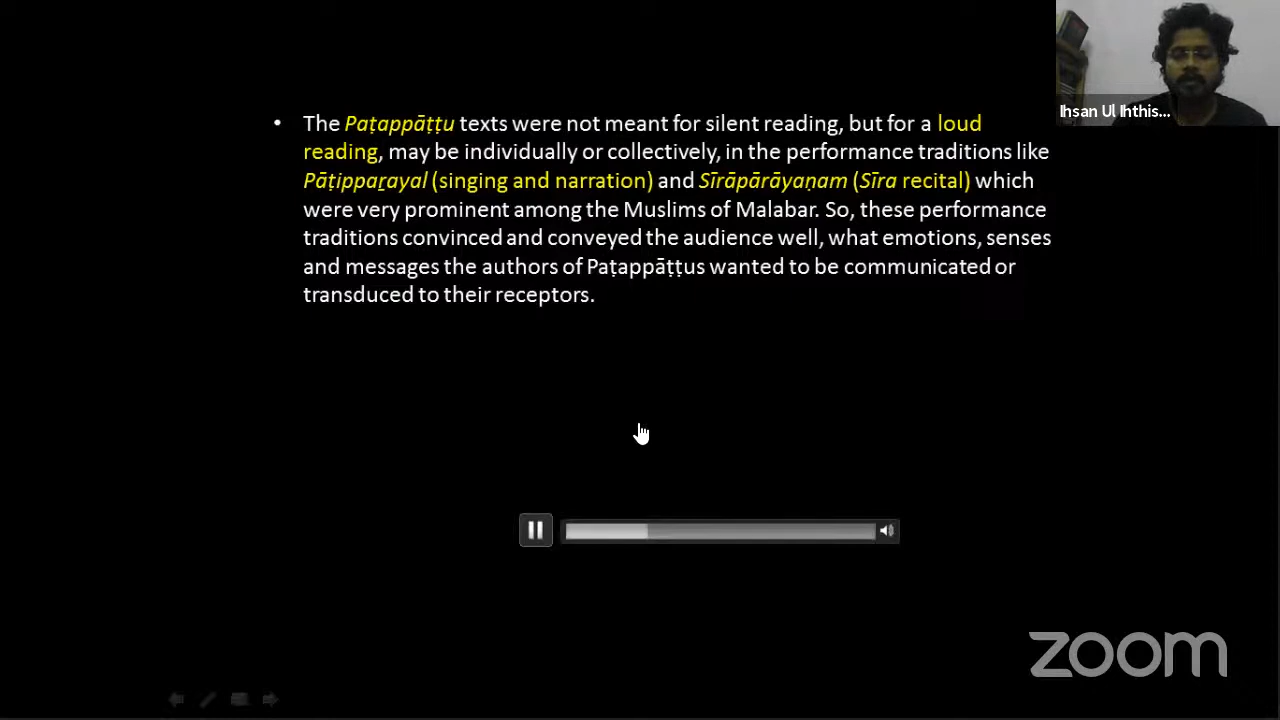 Ihsan Ul Ihthis...
• The Paṭappāṭṭu texts were not meant for silent reading, but for a loud
reading, may be individually or collectively, in the performance traditions like
Pāṭippaṟayal (singing and narration) and Sīrāpārāyaṇam (Sīra recital) which
were very prominent among the Muslims of Malabar. So, these performance
traditions convinced and conveyed the audience well, what emotions, senses
and messages the authors of Paṭappāṭṭus wanted to be communicated or
transduced to their receptors.
zoom